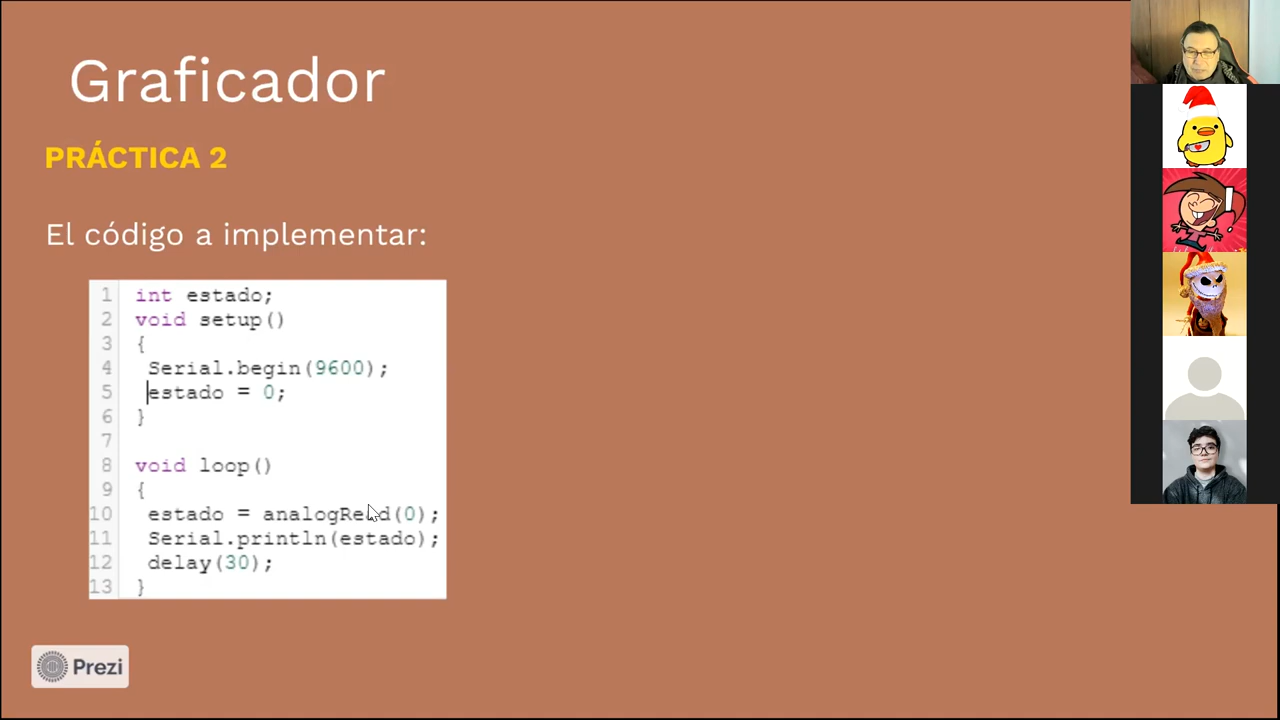 Graficador
PRÁCTICA 2
El código a implementar:
1 int estado;
2 void setup()
3 {
4 Serial.begin(9600);
5 estado = 0;
6 }
7
8 void loop()
9 {
10 estado = analogRead(0);
11 Serial.println(estado);
12 delay(30);
13 }
Prezi